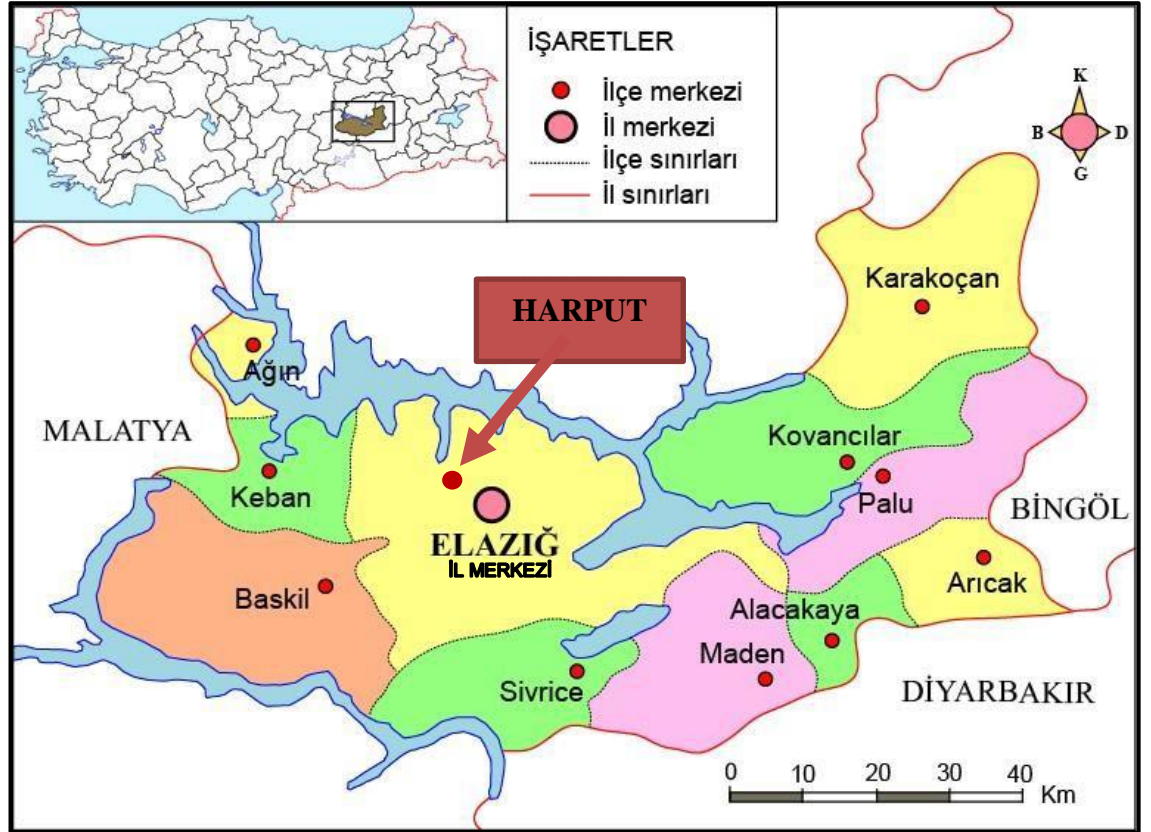 İŞARETLER
İlçe merkezi
İl merkezi
İlçe sınırları
İl sınırları
K
B D
G
HARPUT
Karakoçan
Ağın
MALATYA
Kovancılar
Keban
Palu
BİNGÖL
ELAZIĞ
İL MERKEZİ
Arıcak
Baskil
Alacakaya
Maden
Sivrice
DİYARBAKIR
0 10 20 30 40
Km